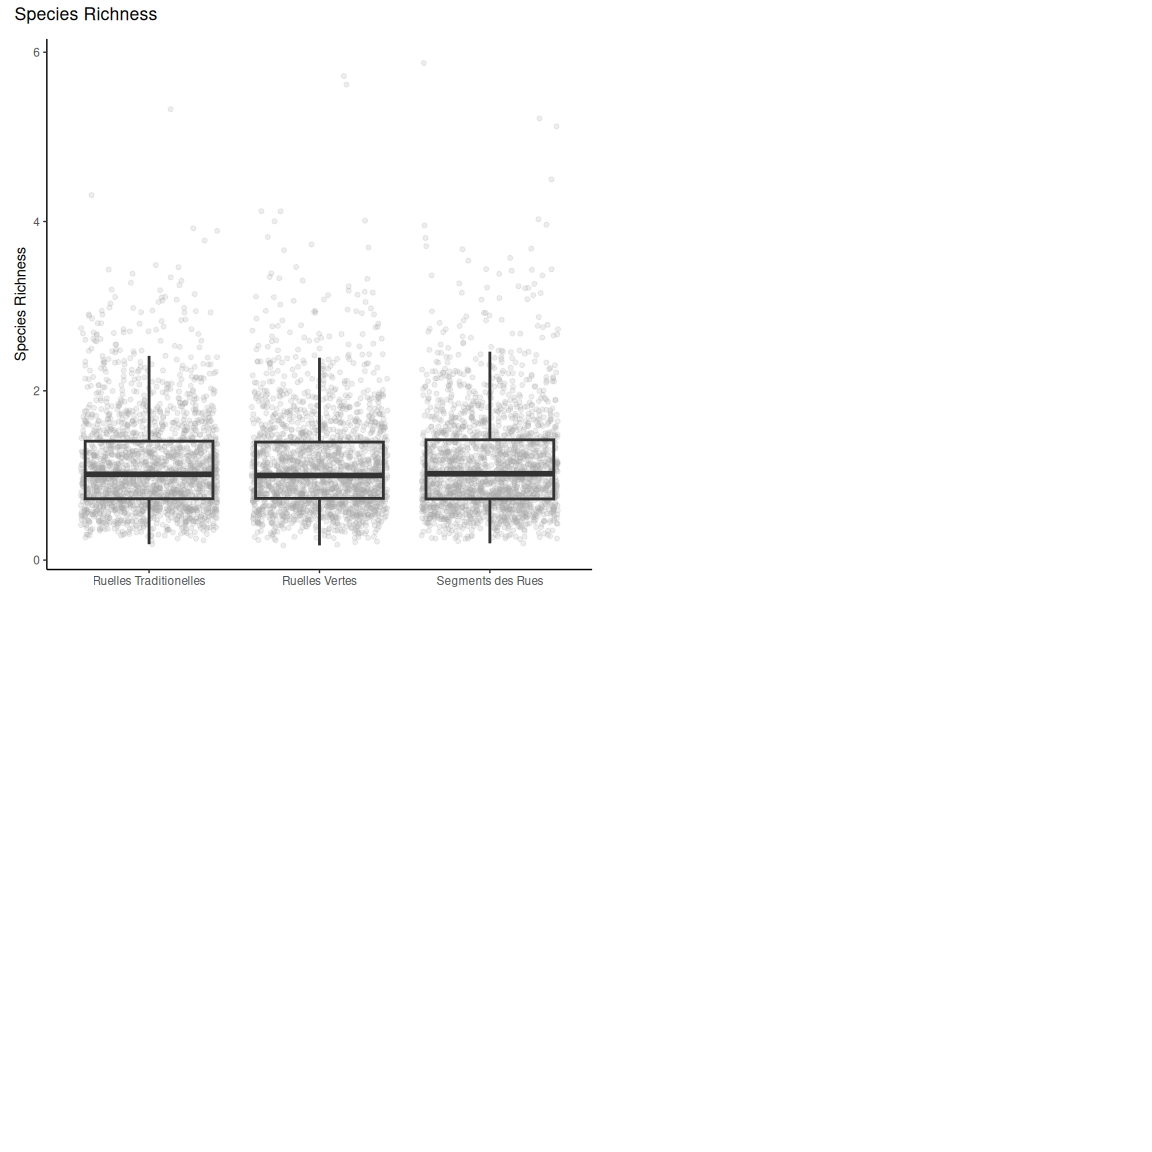 Species Richness
Species Richness
6
4
2
0
Ruelles Traditionelles
Ruelles Vertes
Segments des Rues